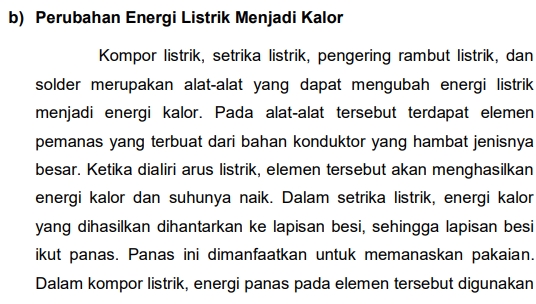 b) Perubahan Energi Listrik Menjadi Kalor
Kompor listrik, setrika listrik, pengering rambut listrik, dan
solder merupakan alat-alat yang dapat mengubah energi listrik
menjadi energi kalor. Pada alat-alat tersebut terdapat elemen
pemanas yang terbuat dari bahan konduktor yang hambat jenisnya
besar. Ketika dialiri arus listrik, elemen tersebut akan menghasilkan
energi kalor dan suhunya naik. Dalam setrika listrik, energi kalor
yang dihasilkan dihantarkan ke lapisan besi, sehingga lapisan besi
ikut panas. Panas ini dimanfaatkan untuk memanaskan pakaian.
Dalam kompor listrik, energi panas pada elemen tersebut digunakan